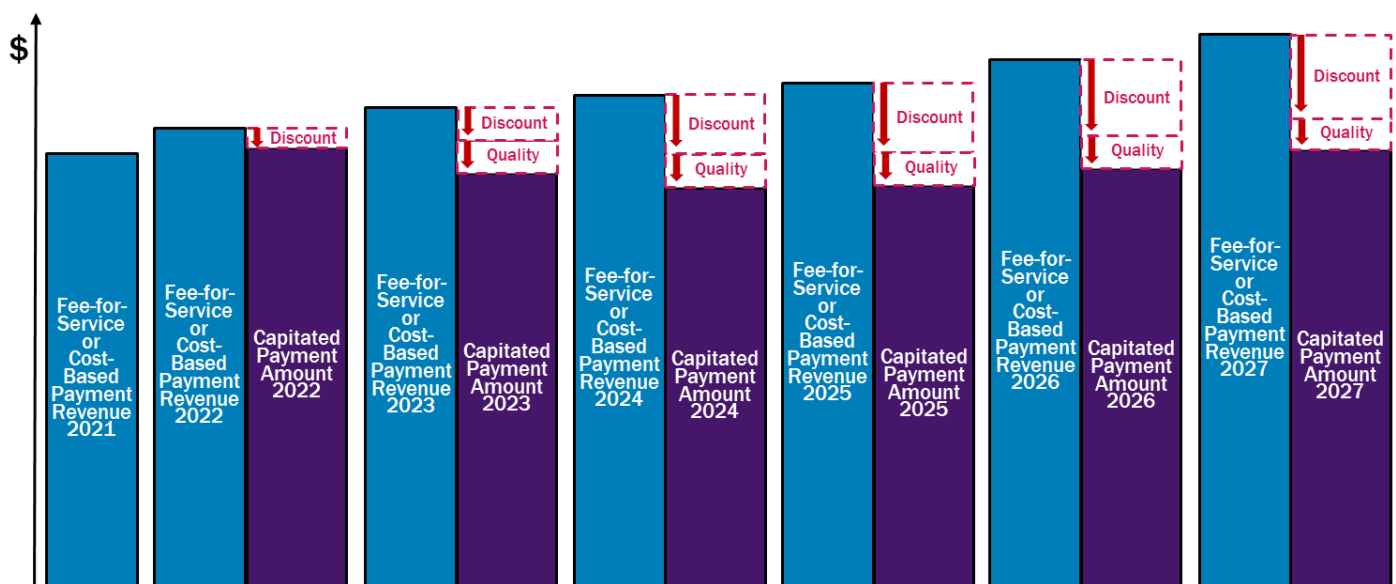 $
Fee-for-
Service
or
Cost-
Based
Payment
Revenue
2021
Fee-for-
Service
or
Cost-
Based
Payment
Revenue
2022
Discount
Capitated
Payment
Amount
2022
Fee-for-
Service
or
Cost-
Based
Payment
Revenue
2023
Discount
Quality
Capitated
Payment
Amount
2023
Fee-for-
Service
or
Cost-
Based
Payment
Revenue
2024
Discount
Quality
Capitated
Payment
Amount
2024
Fee-for-
Service
or
Cost-
Based
Payment
Revenue
2025
Discount
Quality
Capitated
Payment
Amount
2025
Fee-for-
Service
or
Cost-
Based
Payment
Revenue
2026
Discount
Quality
Capitated
Payment
Amount
2026
Fee-for-
Service
or
Cost-
Based
Payment
Revenue
2027
Discount
Quality
Capitated
Payment
Amount
2027